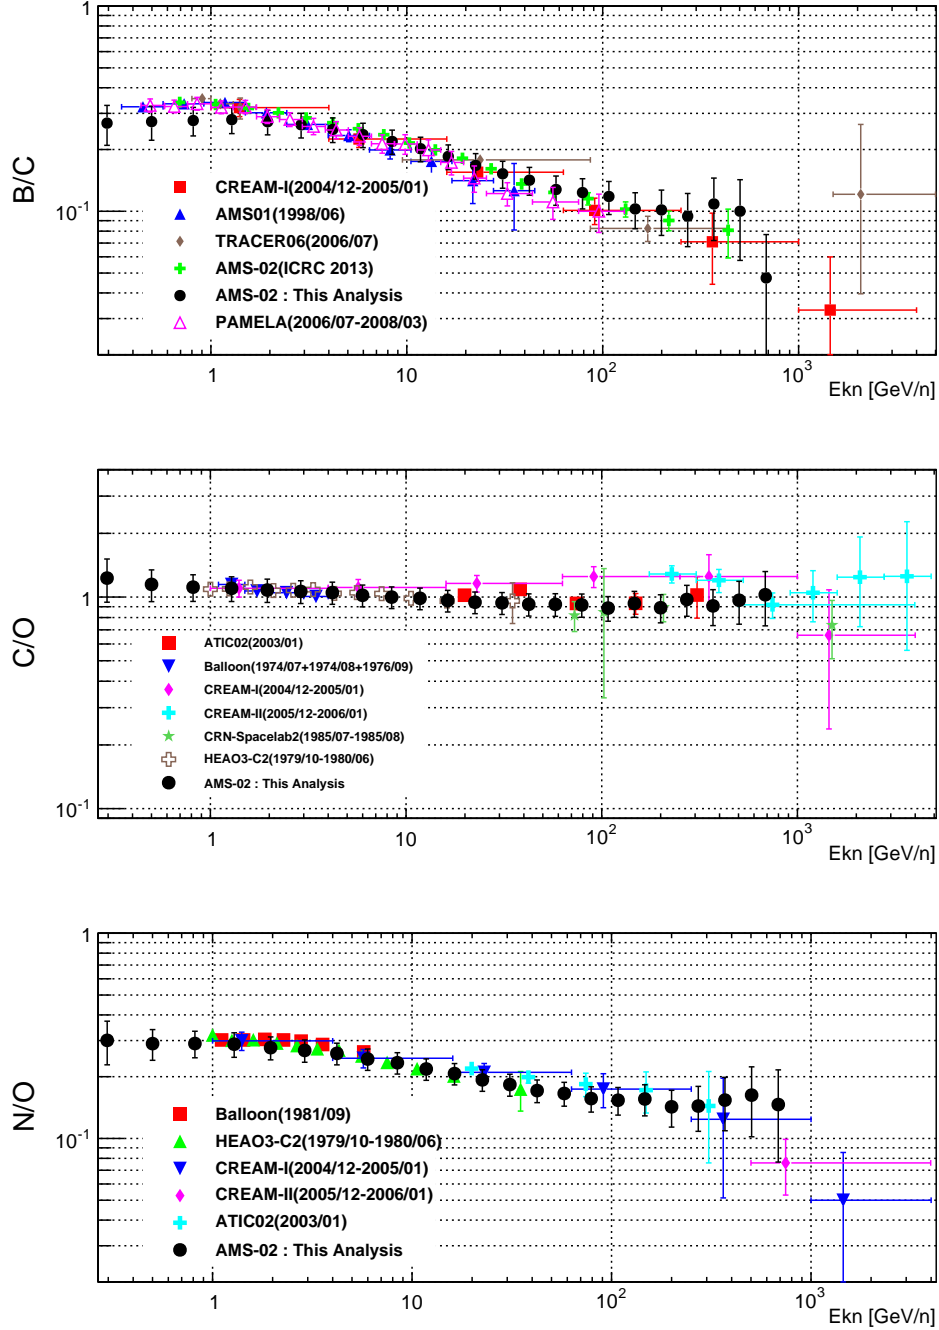 1
B/C
CREAM-I(2004/12-2005/01)
AMS01(1998/06)
TRACER06(2006/07)
10-1
AMS-02(ICRC 2013)
AMS-02 : This Analysis
PAMELA(2006/07-2008/03)
1 10 102 103
Ekn [GeV/n]
C/O
1
ATIC02(2003/01)
Balloon(1974/07+1974/08+1976/09)
CREAM-I(2004/12-2005/01)
CREAM-II(2005/12-2006/01)
CRN-Spacelab2(1985/07-1985/08)
HEAO3-C2(1979/10-1980/06)
AMS-02 : This Analysis
10-1
1 10 102 103
Ekn [GeV/n]
1
N/O
Balloon(1981/09)
10-1
HEAO3-C2(1979/10-1980/06)
CREAM-I(2004/12-2005/01)
CREAM-II(2005/12-2006/01)
ATIC02(2003/01)
AMS-02 : This Analysis
1 10 102 103
Ekn [GeV/n]